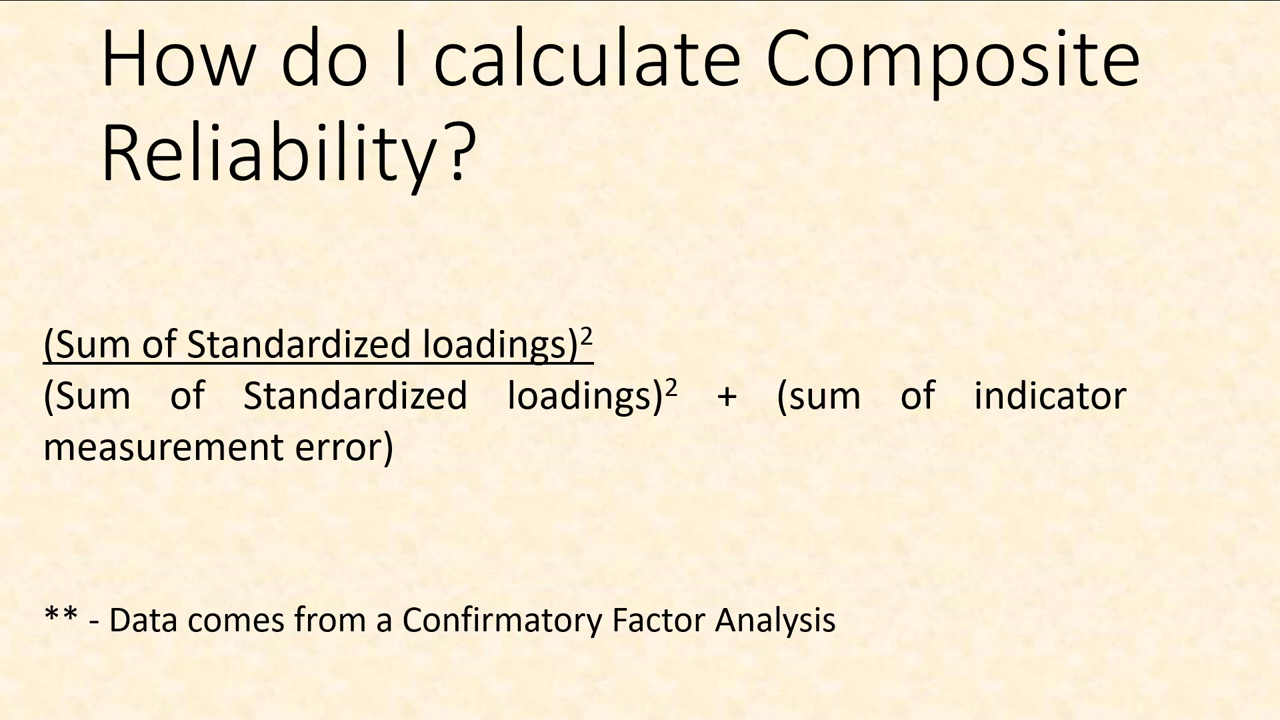 How do I calculate Composite
Reliability?
(Sum of Standardized loadings)²
(Sum of Standardized loadings)² + (sum of indicator
measurement error)
** - Data comes from a Confirmatory Factor Analysis